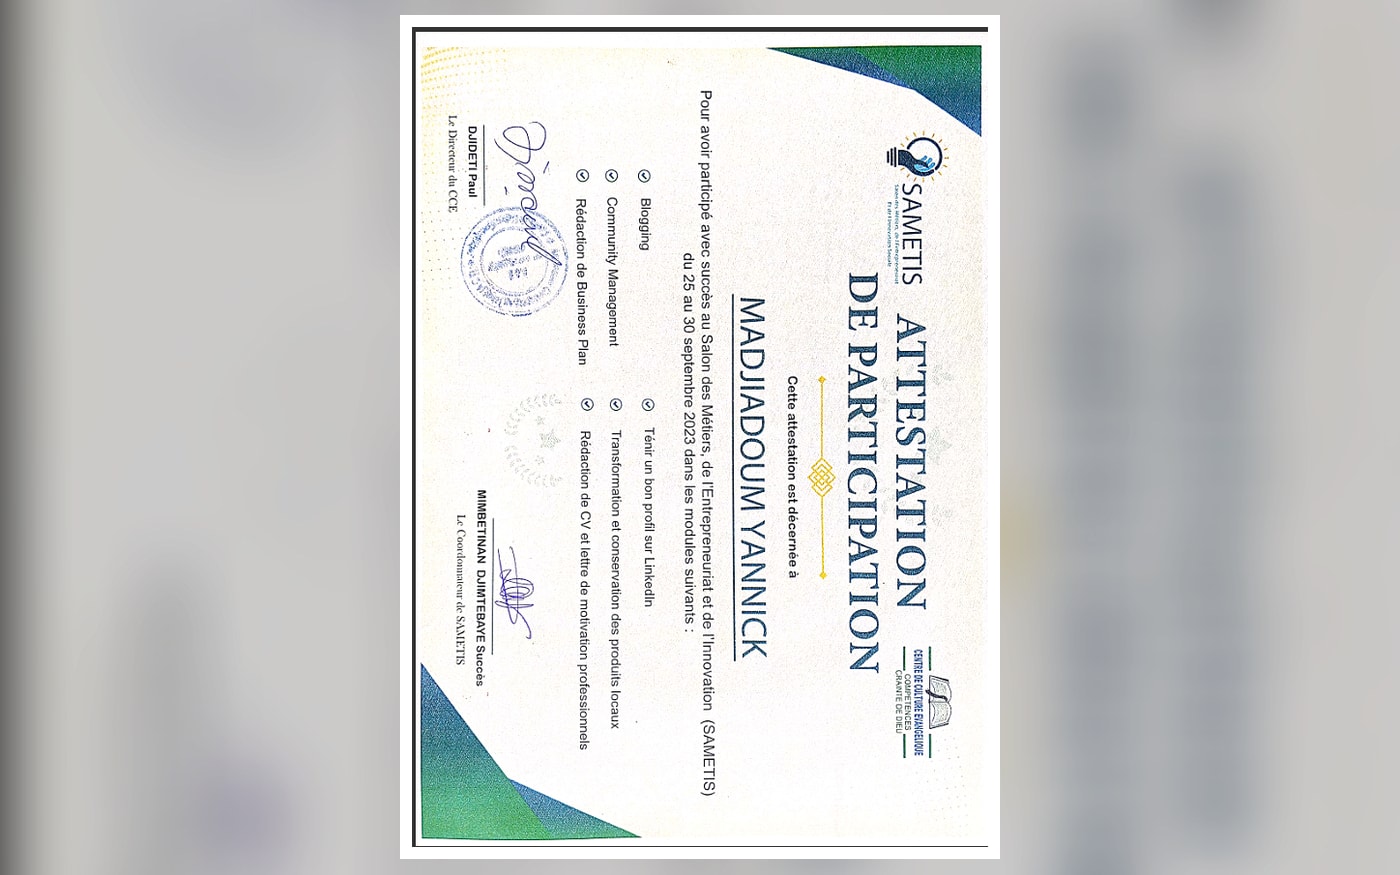 SAMETIS
ATTESTATION
DE PARTICIPATION
CENTRE DE CULTURE EVANGELIQUE
COMPETENCES
CRAINTE DE DIEU
Cette attestation est décernée à
MADJIADOUM YANNICK
Pour avoir participé avec succès au Salon des Métiers, de l'Entrepreneuriat et de l'Innovation (SAMETIS)
du 25 au 30 septembre 2023 dans les modules suivants :
Blogging
Ténir un bon profil sur LinkedIn
Community Management
Transformation et conservation des produits locaux
Rédaction de Business Plan
Rédaction de CV et lettre de motivation professionnels
DJIDETI Paul
Le Directeur du CCE
MIMBETINAN DJIMTEBAYE Succès
Le Coordonnateur de SAMETIS